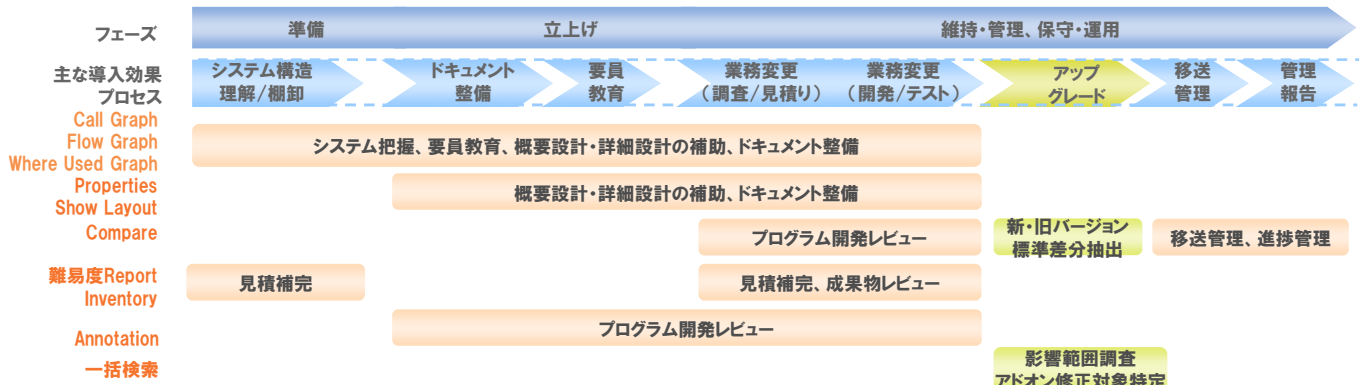 フェーズ
準備
立上げ
維持・管理、保守・運用
主な導入効果
プロセス
システム構造
理解/棚卸
ドキュメント
整備
要員
教育
業務変更
(調査/見積り)
業務変更
(開発/テスト)
アップ
グレード
移送
管理
管理
報告
Call Graph
Flow Graph
Where Used Graph
システム把握、要員教育、概要設計・詳細設計の補助、ドキュメント整備
Properties
Show Layout
概要設計・詳細設計の補助、ドキュメント整備
Compare
プログラム開発レビュー
新・旧バージョン
標準差分抽出
移送管理、進捗管理
難易度Report
Inventory
見積補完
見積補完、成果物レビュー
Annotation
プログラム開発レビュー
一括検索
影響範囲調査
アドオン修正対象特定